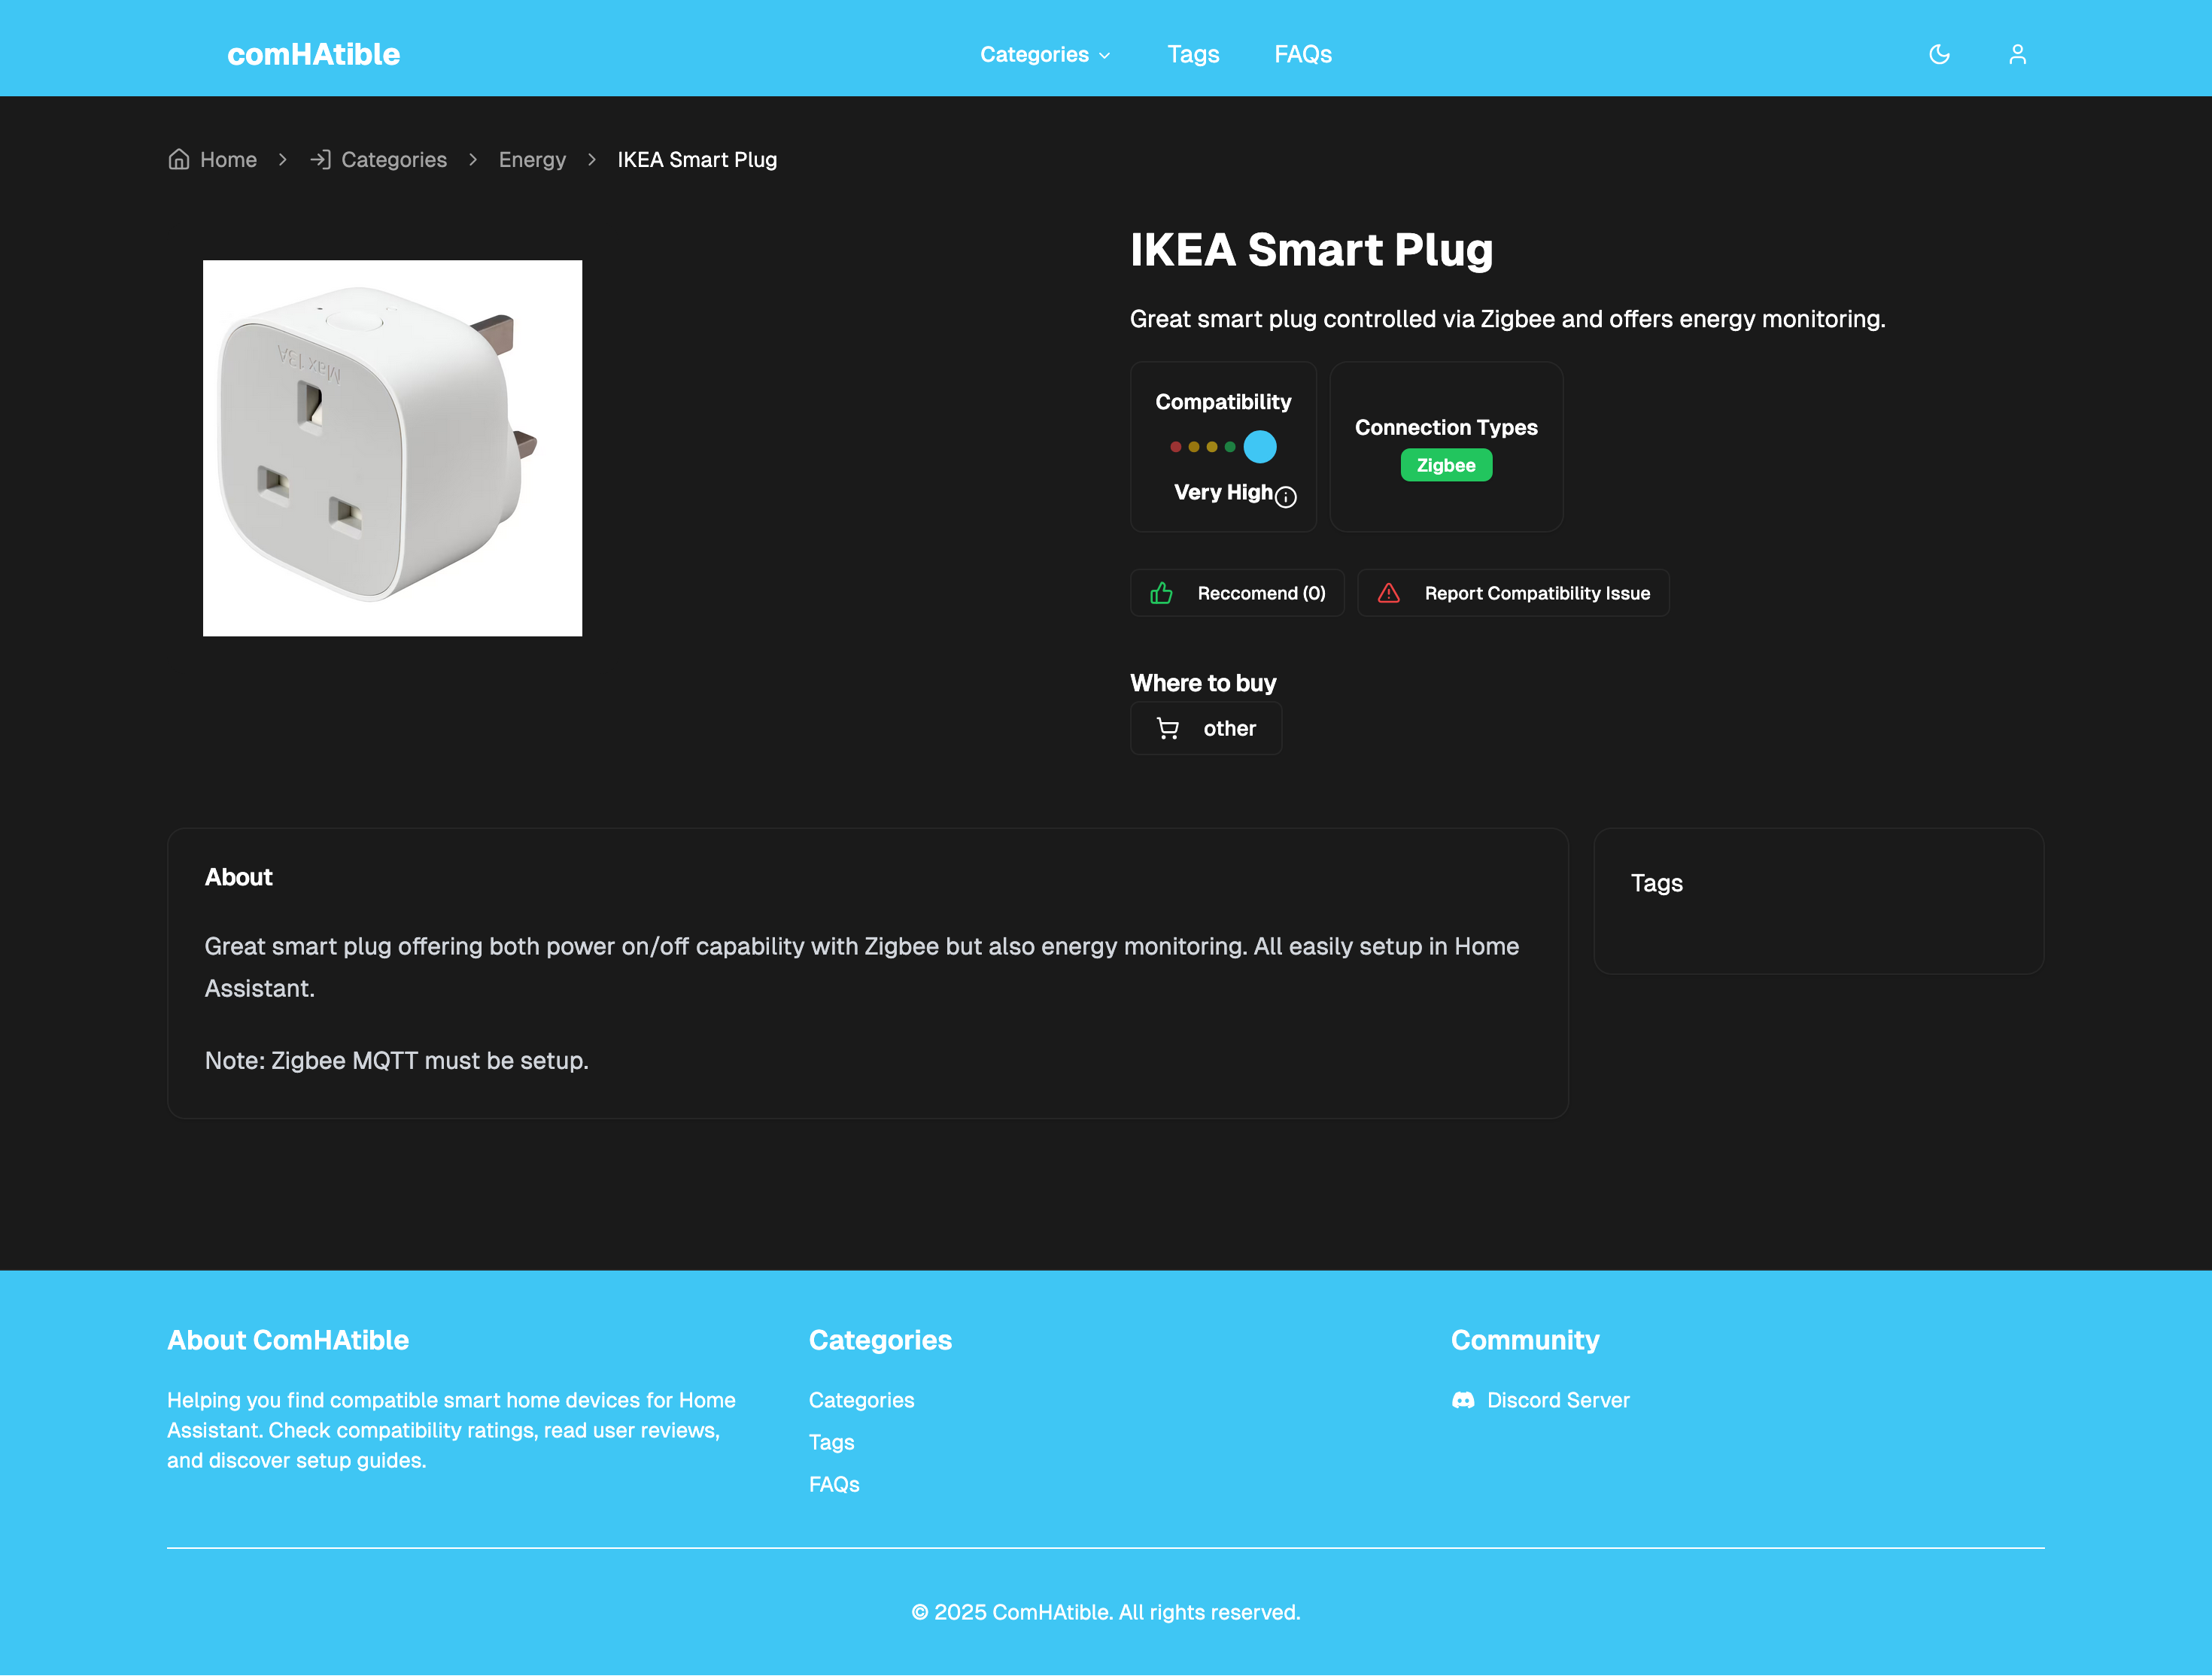 comHAtible
Categories
Tags
FAQs
Home
Categories
Energy
IKEA Smart Plug
Max 13A
IKEA Smart Plug
Great smart plug controlled via Zigbee and offers energy monitoring.
Compatibility
Very High
Connection Types
Zigbee
Reccomend (0)
Report Compatibility Issue
Where to buy
other
About
Great smart plug offering both power on/off capability with Zigbee but also energy monitoring. All easily setup in Home
Assistant.
Note: Zigbee MQTT must be setup.
Tags
About ComHAtible
Helping you find compatible smart home devices for Home
Assistant. Check compatibility ratings, read user reviews,
and discover setup guides.
Categories
Categories
Tags
FAQs
Community
Discord Server
© 2025 ComHAtible. All rights reserved.